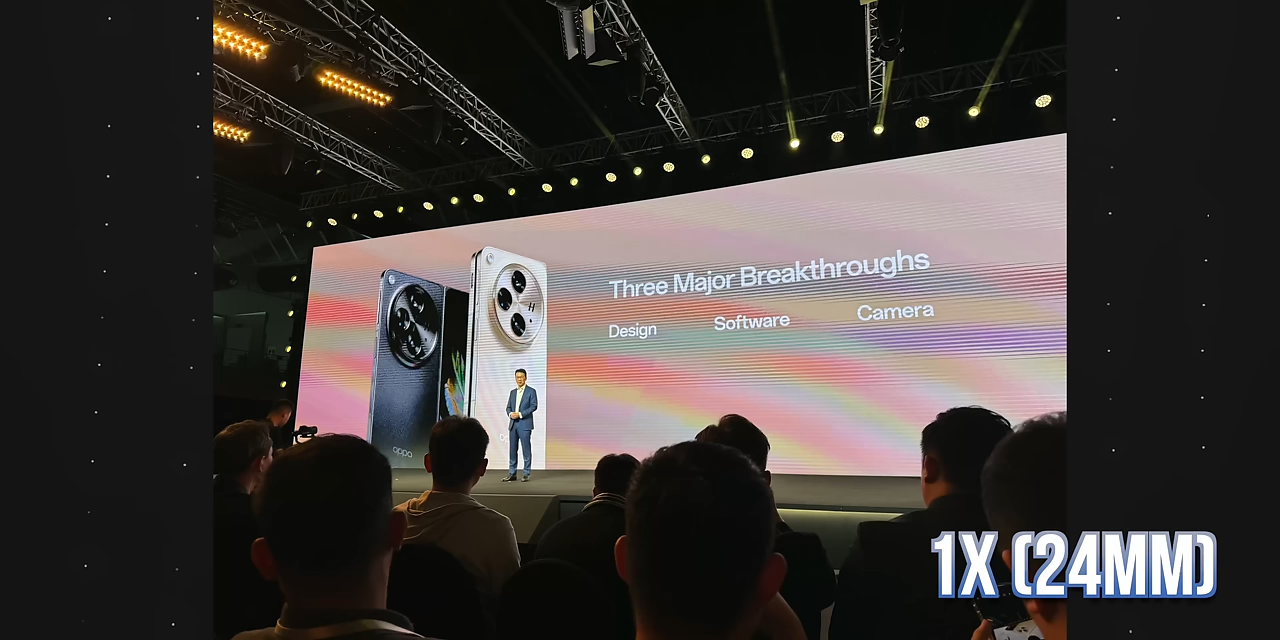 Three Major Breakthroughs
Design Software Camera
oppo
1X (24MM)